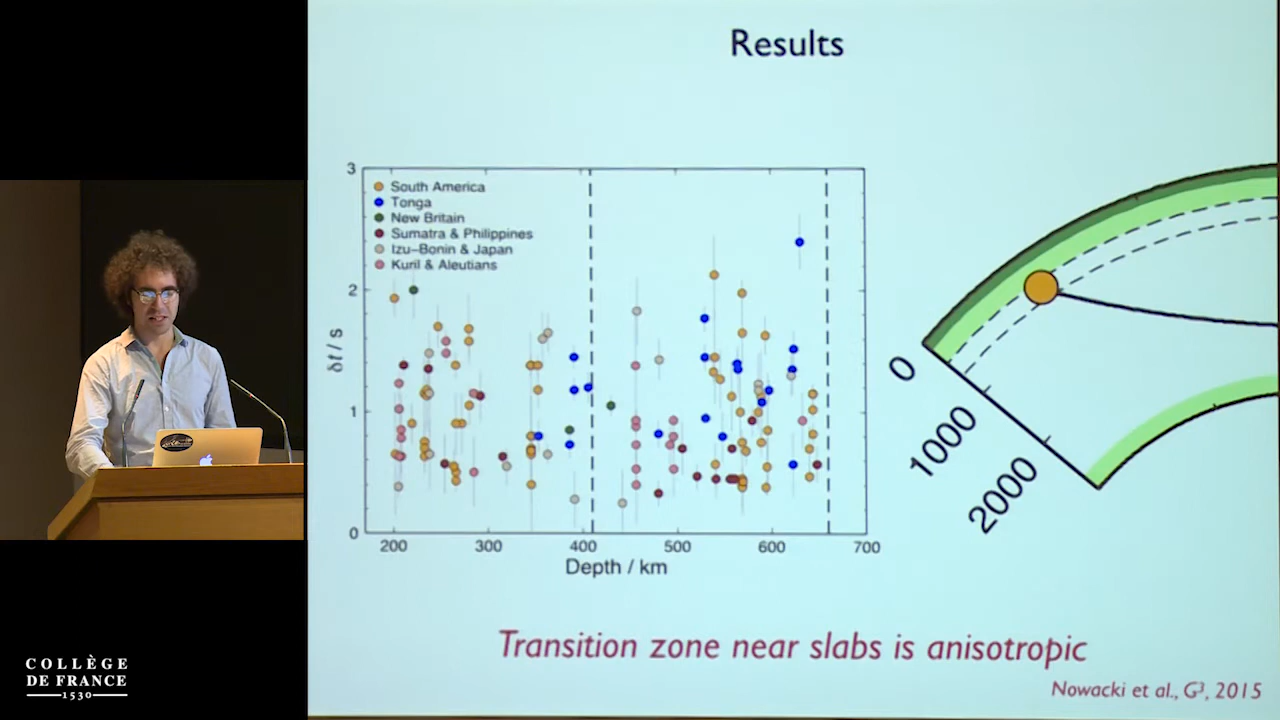 Results
3
2
1
0
δt / s
South America
Tonga
New Britain
Sumatra & Philippines
Izu–Bonin & Japan
Kuril & Aleutians
200 300 400 500 600 700
Depth / km
0
1000
2000
Transition zone near slabs is anisotropic
Nowacki et al., G³, 2015
COLLÈGE
DE FRANCE
1530